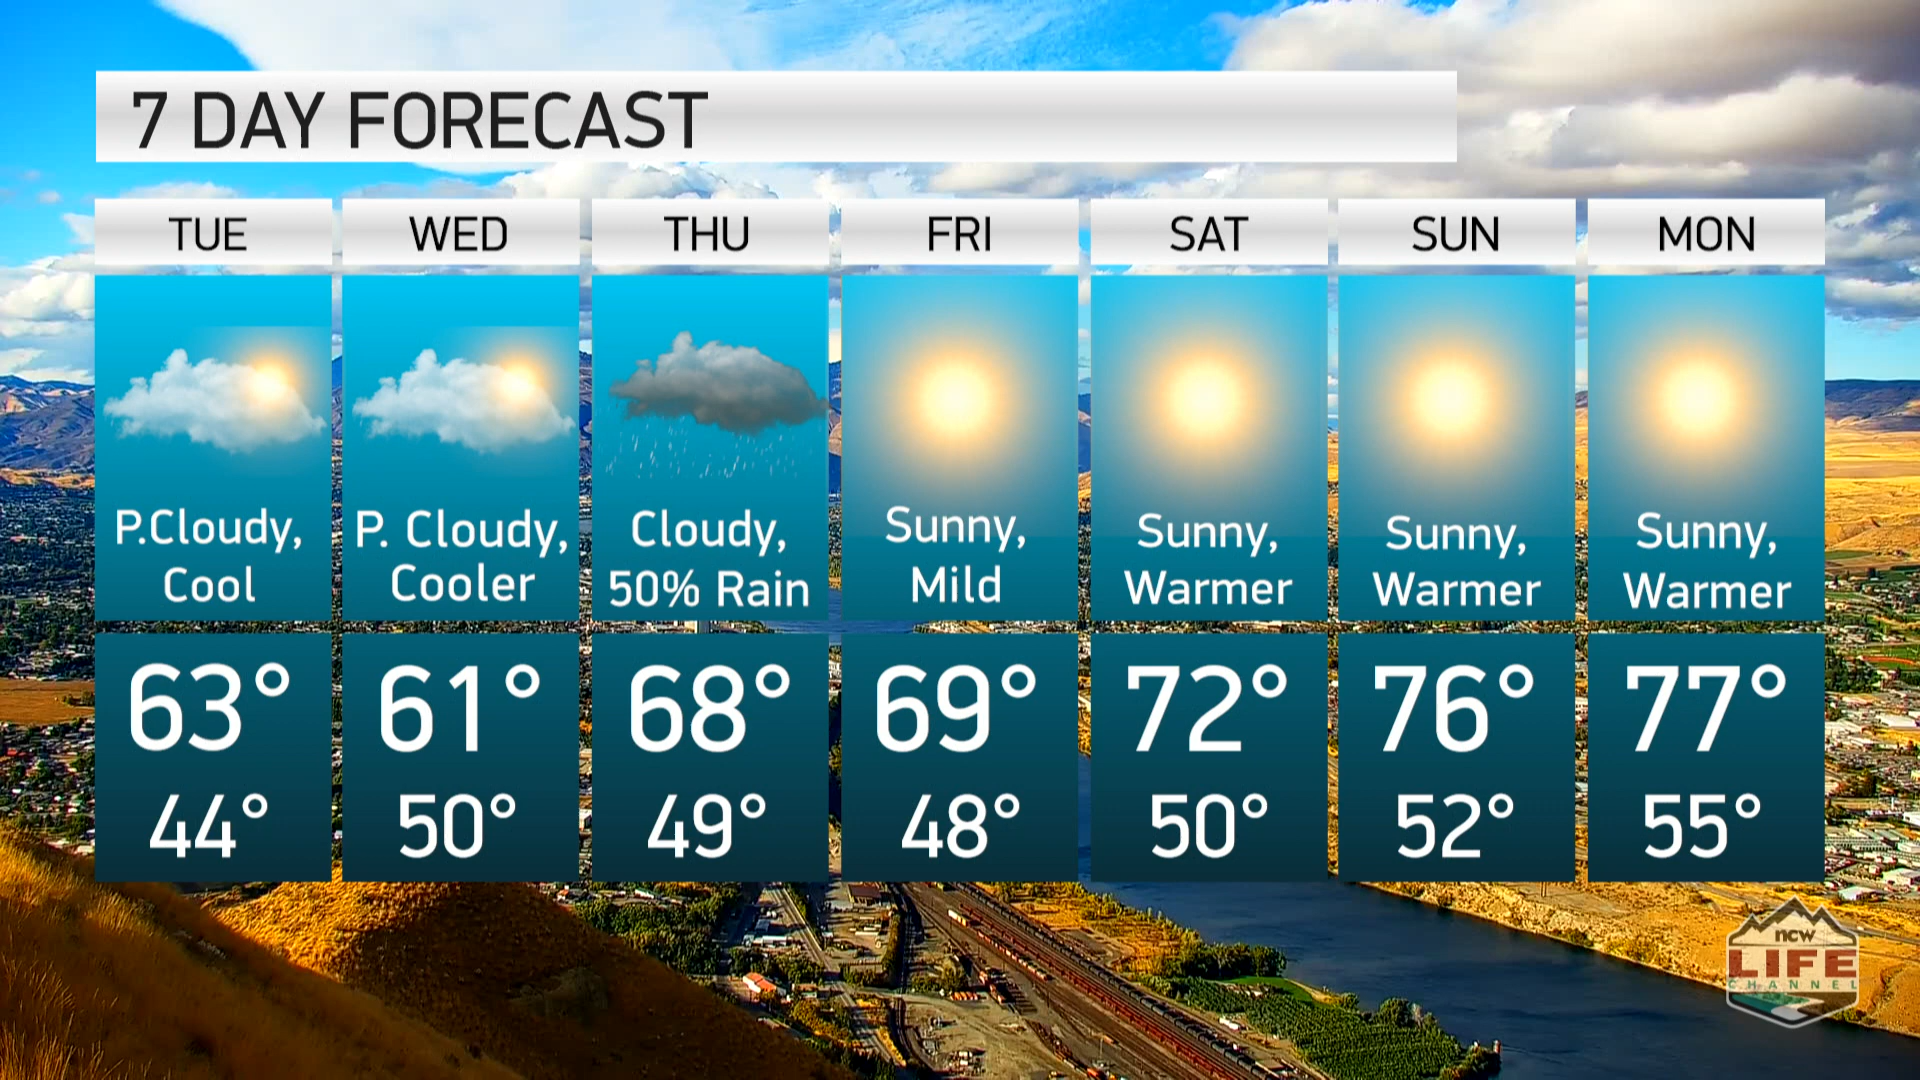 7 DAY FORECAST
TUE
P.Cloudy,
Cool
63°
44°
WED
P. Cloudy,
Cooler
61°
50°
THU
Cloudy,
50% Rain
68°
49°
FRI
Sunny,
Mild
69°
48°
SAT
Sunny,
Warmer
72°
50°
SUN
Sunny,
Warmer
76°
52°
MON
Sunny,
Warmer
77°
55°
ncw
LIFE
CHANNEL